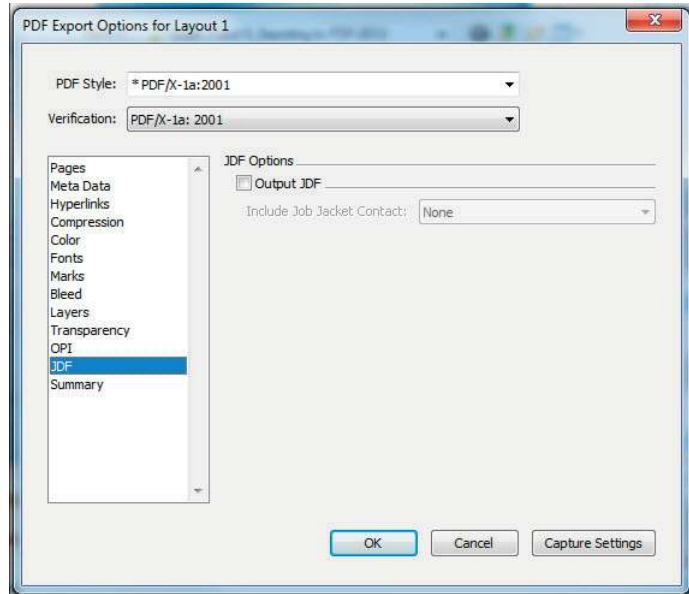 PDF Export Options for Layout 1
PDF Style: * PDF/X-1a:2001
Verification: PDF/X-1a: 2001
Pages
Meta Data
Hyperlinks
Compression
Color
Fonts
Marks
Bleed
Layers
Transparency
OPI
JDF
Summary
JDF Options
Output JDF
Include Job Jacket Contact: None
OK Cancel Capture Settings